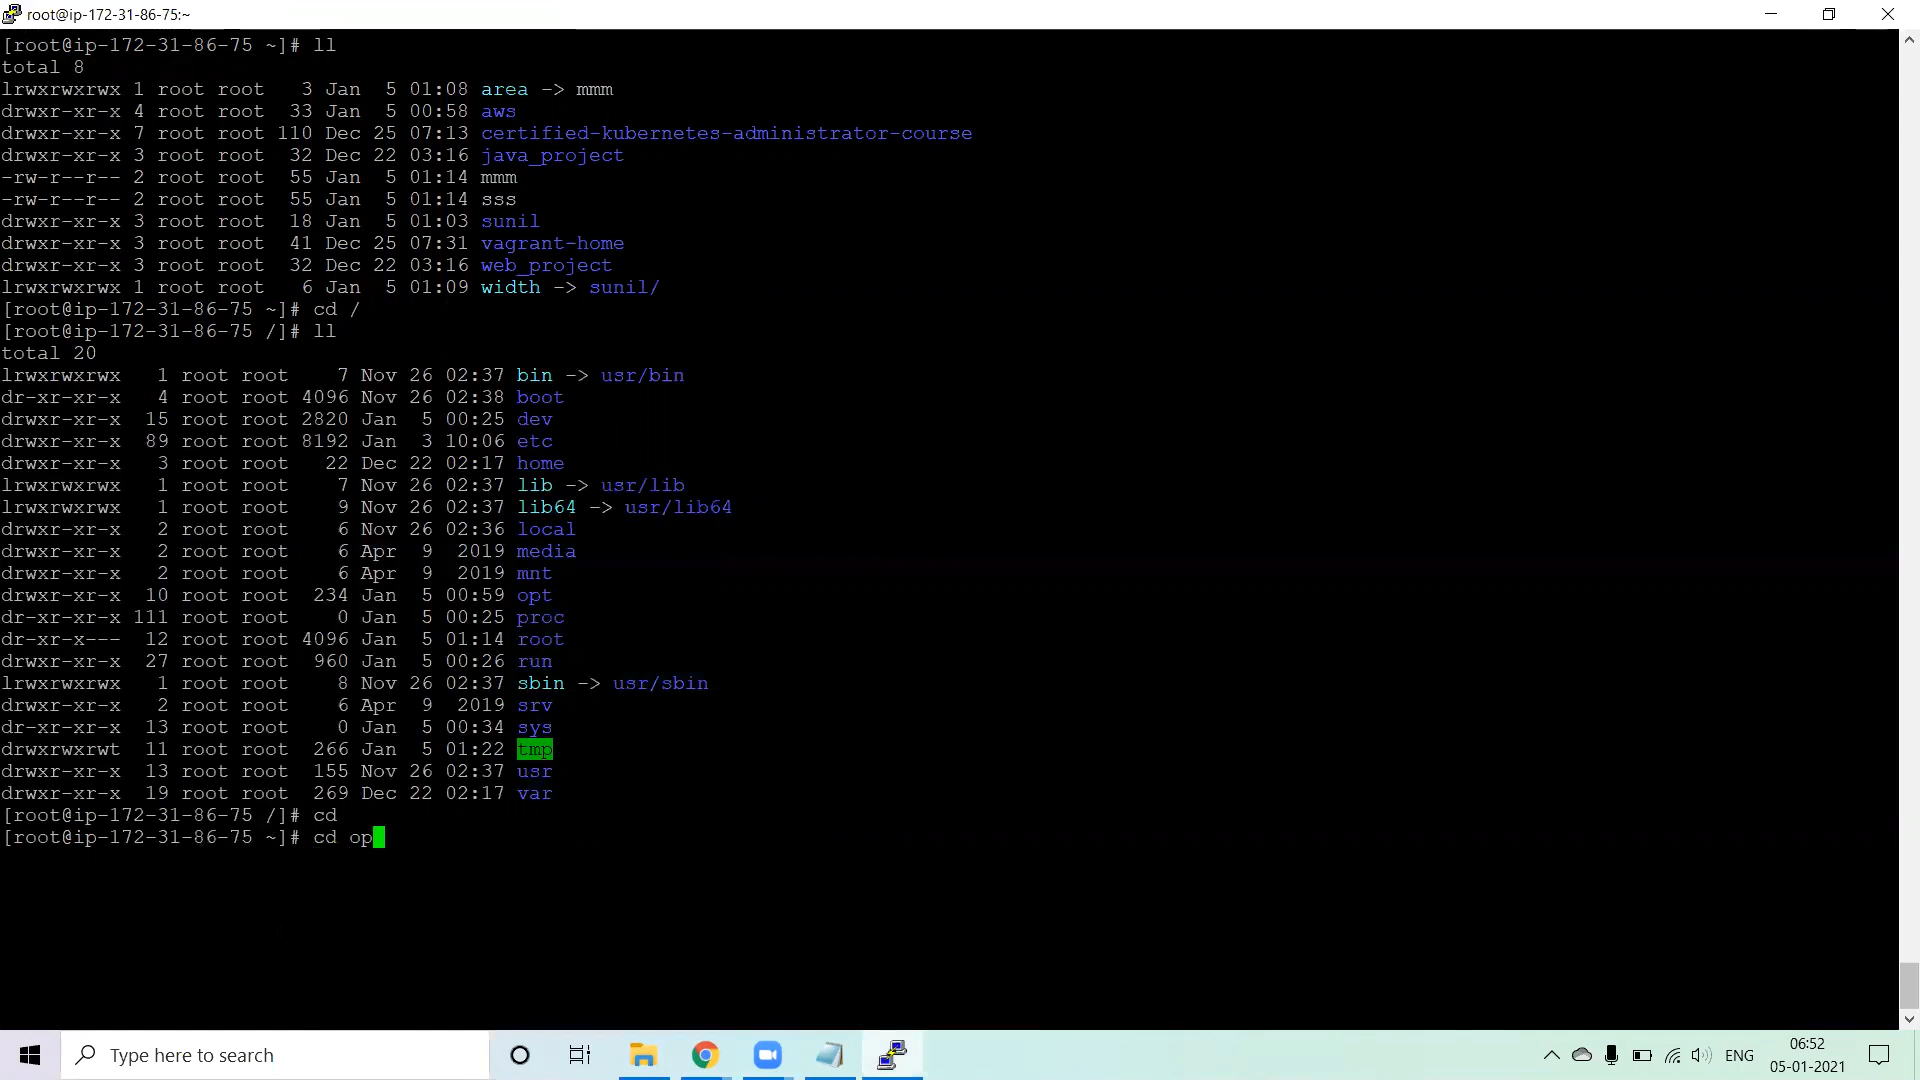 root@ip-172-31-86-75:~
[root@ip-172-31-86-75 ~]# ll
total 8
lrwxrwxrwx 1 root root   3 Jan  5 01:08 area -> mmm
drwxr-xr-x 4 root root  33 Jan  5 00:58 aws
drwxr-xr-x 7 root root 110 Dec 25 07:13 certified-kubernetes-administrator-course
drwxr-xr-x 3 root root  32 Dec 22 03:16 java_project
-rw-r--r-- 2 root root  55 Jan  5 01:14 mmm
-rw-r--r-- 2 root root  55 Jan  5 01:14 sss
drwxr-xr-x 3 root root  18 Jan  5 01:03 sunil
drwxr-xr-x 3 root root  41 Dec 25 07:31 vagrant-home
drwxr-xr-x 3 root root  32 Dec 22 03:16 web_project
lrwxrwxrwx 1 root root   6 Jan  5 01:09 width -> sunil/
[root@ip-172-31-86-75 ~]# cd /
[root@ip-172-31-86-75 /]# ll
total 20
lrwxrwxrwx   1 root root    7 Nov 26 02:37 bin -> usr/bin
dr-xr-xr-x   4 root root 4096 Nov 26 02:38 boot
drwxr-xr-x  15 root root 2820 Jan  5 00:25 dev
drwxr-xr-x  89 root root 8192 Jan  3 10:06 etc
drwxr-xr-x   3 root root   22 Dec 22 02:17 home
lrwxrwxrwx   1 root root    7 Nov 26 02:37 lib -> usr/lib
lrwxrwxrwx   1 root root    9 Nov 26 02:37 lib64 -> usr/lib64
drwxr-xr-x   2 root root    6 Nov 26 02:36 local
drwxr-xr-x   2 root root    6 Apr  9  2019 media
drwxr-xr-x   2 root root    6 Apr  9  2019 mnt
drwxr-xr-x  10 root root  234 Jan  5 00:59 opt
dr-xr-xr-x 111 root root    0 Jan  5 00:25 proc
dr-xr-x---  12 root root 4096 Jan  5 01:14 root
drwxr-xr-x  27 root root  960 Jan  5 00:26 run
lrwxrwxrwx   1 root root    8 Nov 26 02:37 sbin -> usr/sbin
drwxr-xr-x   2 root root    6 Apr  9  2019 srv
dr-xr-xr-x  13 root root    0 Jan  5 00:34 sys
drwxrwxrwt  11 root root  266 Jan  5 01:22 tmp
drwxr-xr-x  13 root root  155 Nov 26 02:37 usr
drwxr-xr-x  19 root root  269 Dec 22 02:17 var
[root@ip-172-31-86-75 /]# cd
[root@ip-172-31-86-75 ~]# cd op
Type here to search
ENG
06:52
05-01-2021